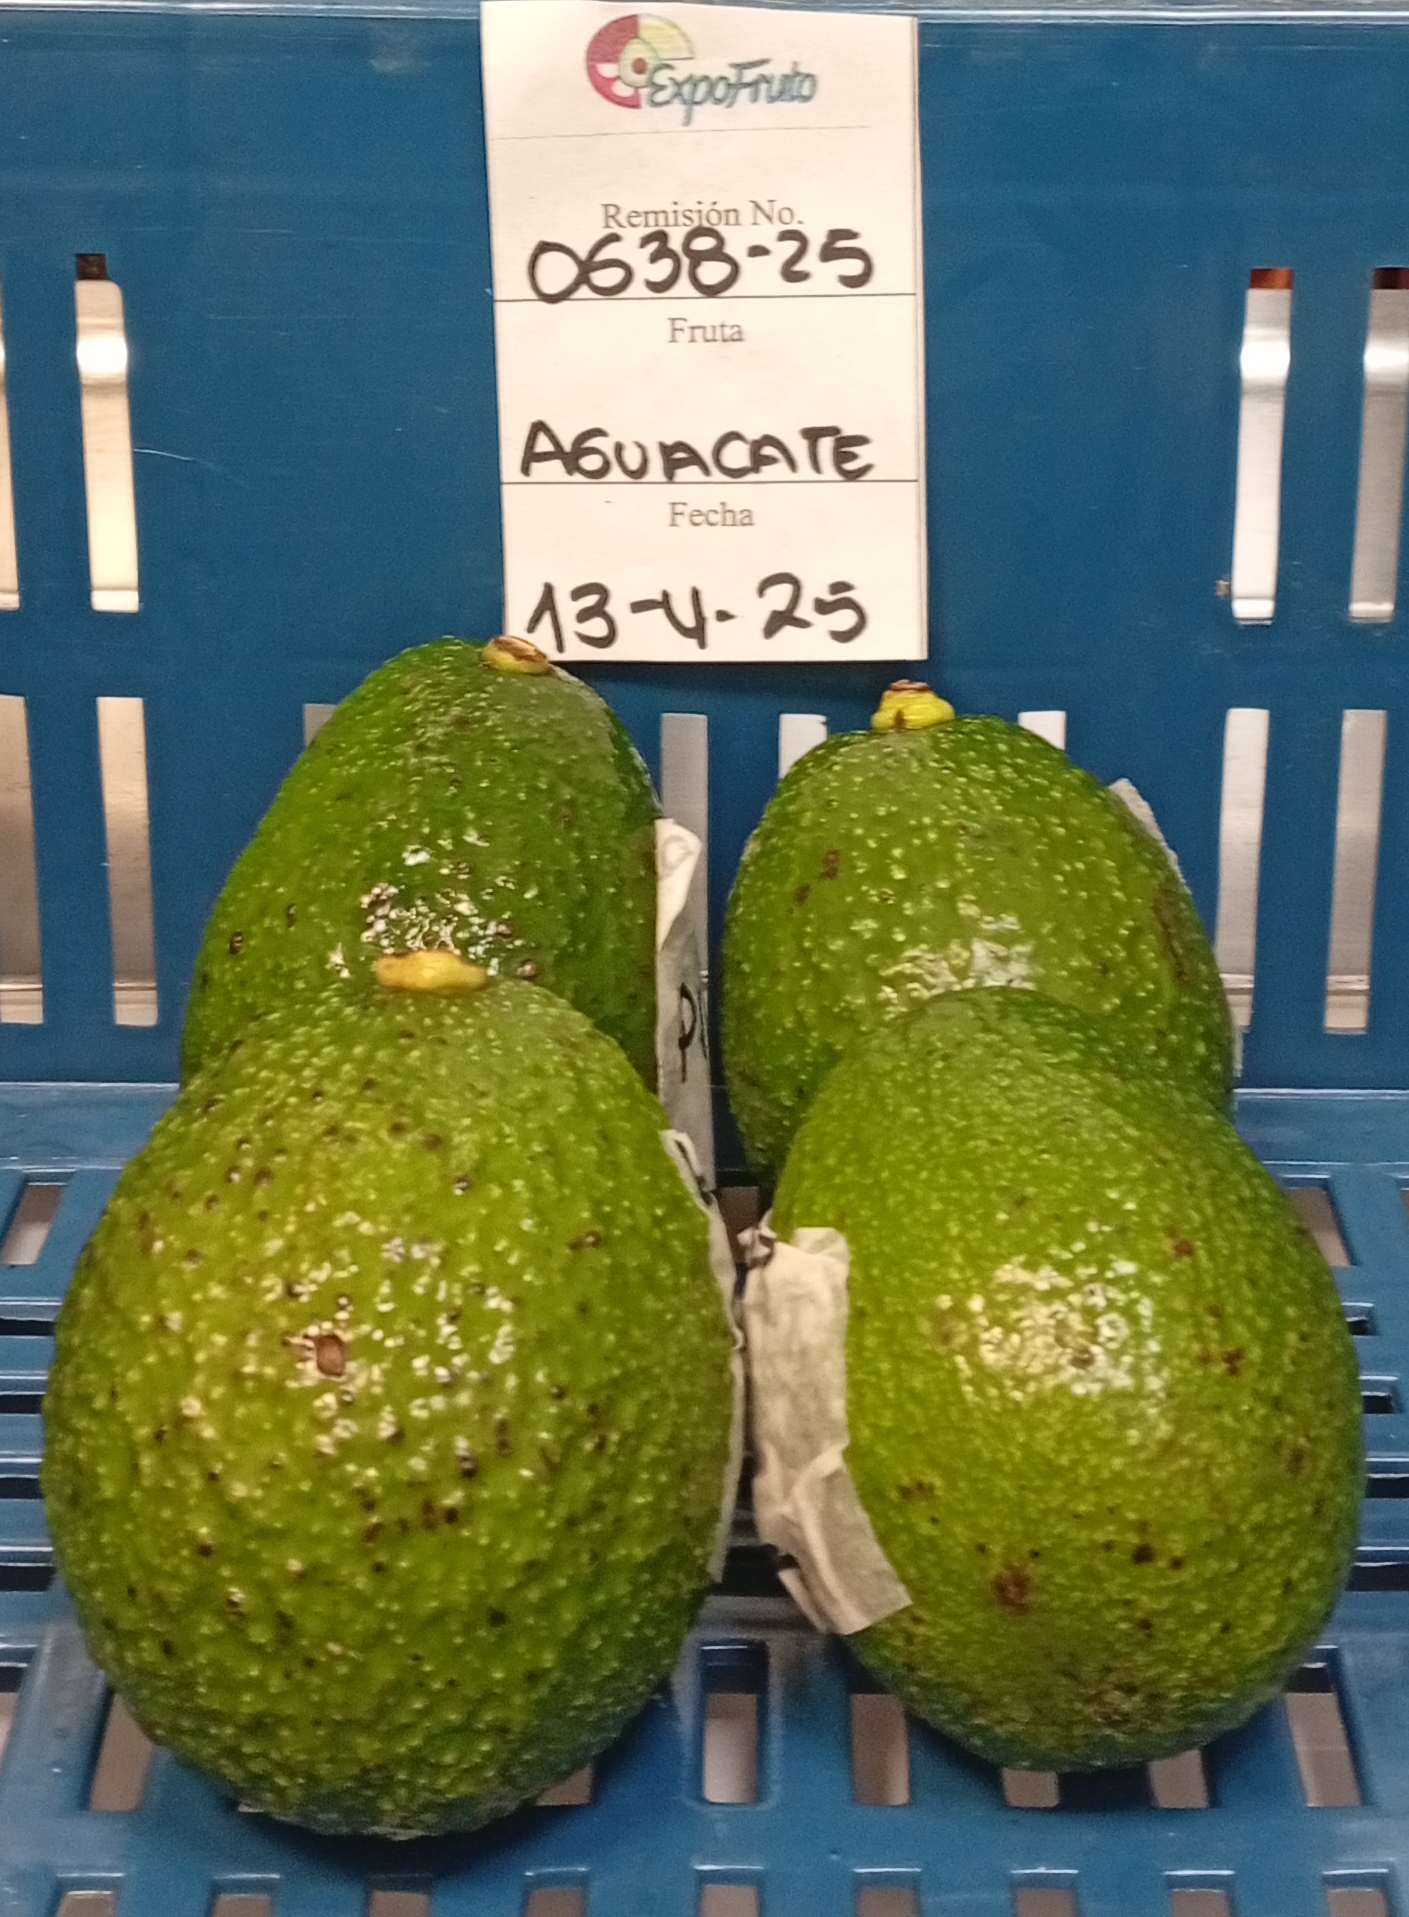 ExpoFruto
Remisión No.
0638-25
Fruta
AGUACATE
Fecha
13-4-25